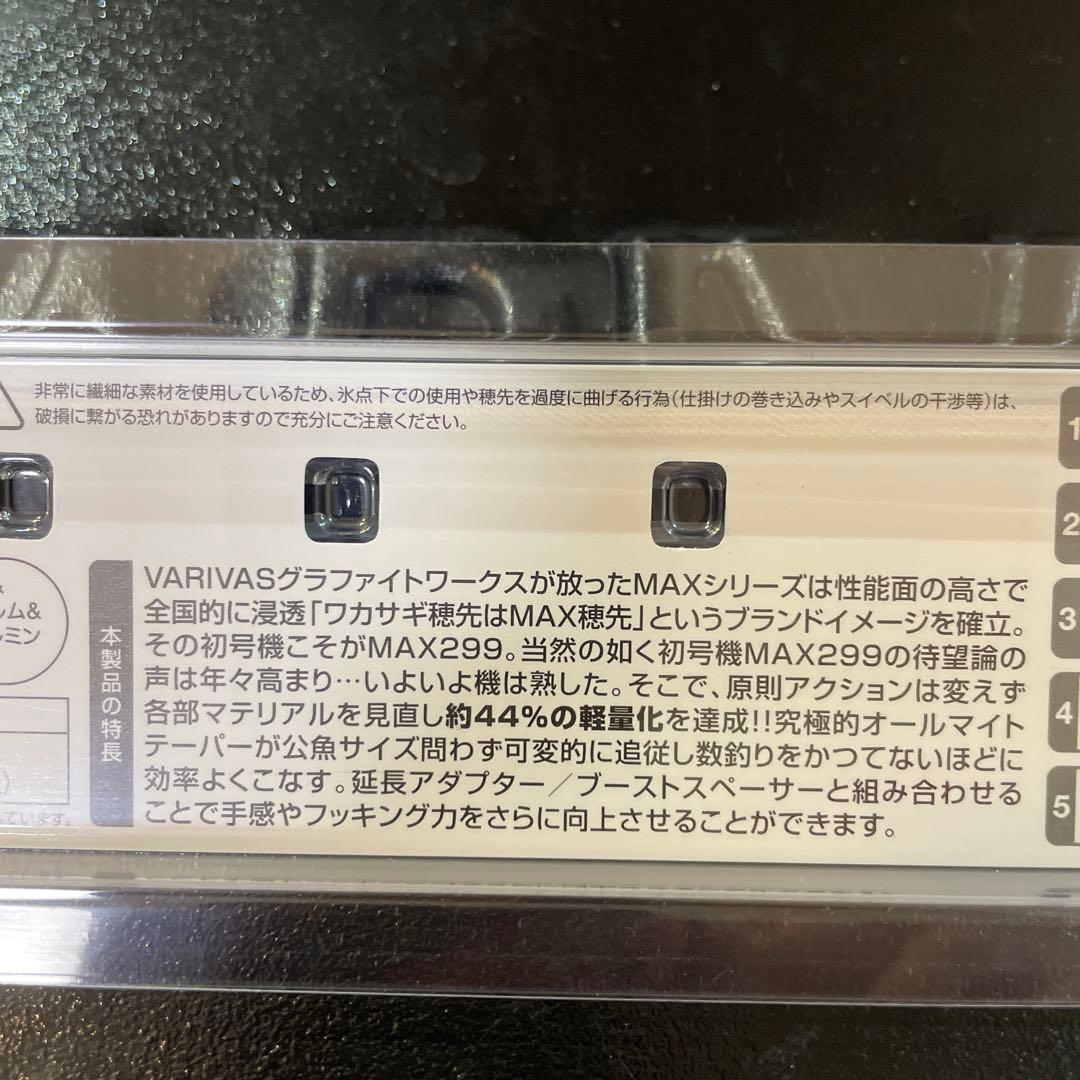 非常に繊細な素材を使用しているため、氷点下での使用や穂先を過度に曲げる行為(仕掛けの巻き込みやスイベルの干渉等)は、
破損に繋がる恐れがありますので充分にご注意ください。
ルム&
ミン
しています。
本製品の特長
VARIVASグラファイトワークスが放ったMAXシリーズは性能面の高さで
全国的に浸透「ワカサギ穂先はMAX穂先」というブランドイメージを確立。
その初号機こそがMAX299。当然の如く初号機MAX299の待望論の
声は年々高まり…いよいよ機は熟した。そこで、原則アクションは変えず
各部マテリアルを見直し約44%の軽量化を達成!!究極的オールマイト
テーパーが公魚サイズ問わず可変的に追従し数釣りをかつてないほどに
効率よくこなす。延長アダプター/ブーストスペーサーと組み合わせる
ことで手感やフッキング力をさらに向上させることができます。
1
2
3
4
5